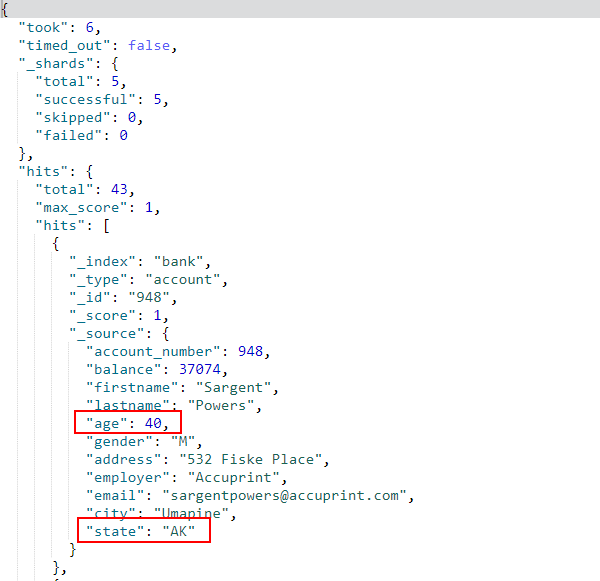 {
"took": 6,
"timed_out": false,
"_shards": {
"total": 5,
"successful": 5,
"skipped": 0,
"failed": 0
},
"hits": {
"total": 43,
"max_score": 1,
"hits": [
{
"_index": "bank",
"_type": "account",
"_id": "948",
"_score": 1,
"_source": {
"account_number": 948,
"balance": 37074,
"firstname": "Sargent",
"lastname": "Powers",
"age": 40,
"gender": "M",
"address": "532 Fiske Place",
"employer": "Accuprint",
"email": "sargentpowers@accuprint.com",
"city": "Umapine",
"state": "AK"
}
},